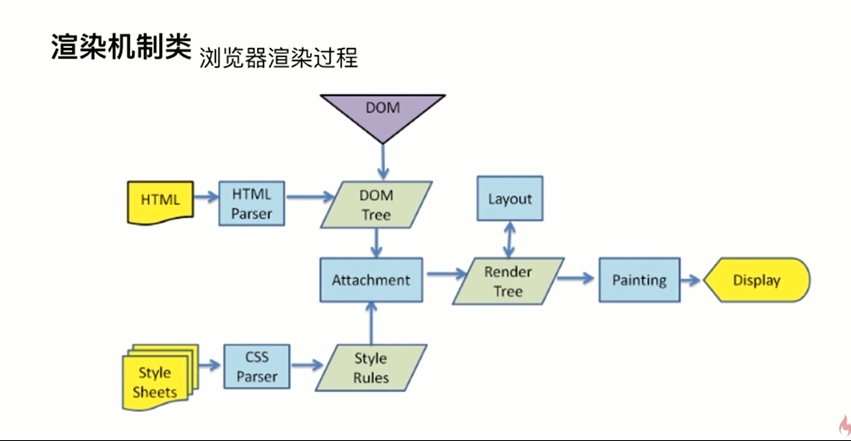 渲染机制类 浏览器渲染过程
DOM
HTML
HTML
Parser
DOM
Tree
Layout
Attachment
Render
Tree
Painting
Display
Style
Sheets
CSS
Parser
Style
Rules